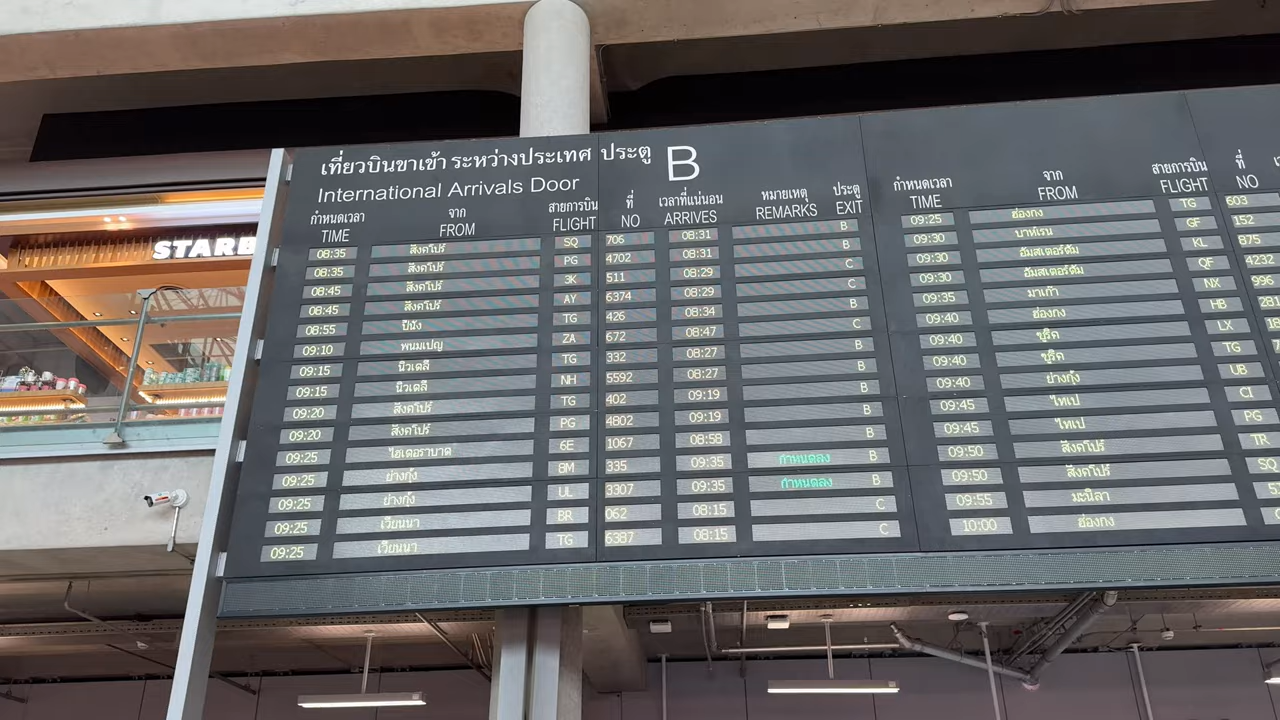 STARB
เที่ยวบินขาเข้า ระหว่างประเทศ ประตู B
International Arrivals Door
กำหนดเวลา จาก สายการบิน ที่ เวลาที่แน่นอน หมายเหตุ ประตู
TIME FROM FLIGHT NO ARRIVES REMARKS EXIT
08:35 สิงคโปร์ SQ 706 08:31 B
08:35 สิงคโปร์ PG 4702 08:31 B
08:45 สิงคโปร์ 3K 511 08:29 C
08:45 สิงคโปร์ AY 6374 08:29 C
08:55 ปีนัง TG 426 08:34 B
09:10 พนมเปญ ZA 672 08:47 C
09:15 นิวเดลี TG 332 08:27 B
09:15 นิวเดลี NH 5592 08:27 B
09:20 สิงคโปร์ TG 402 09:19 B
09:20 สิงคโปร์ PG 4802 09:19 B
09:25 ไฮเดอราบาด 6E 1067 08:58 B
09:25 ย่างกุ้ง 8M 335 09:35 กำหนดลง B
09:25 ย่างกุ้ง UL 3307 09:35 กำหนดลง B
09:25 เวียนนา BR 062 08:15 C
09:25 เวียนนา TG 6387 08:15 C
กำหนดเวลา จาก สายการบิน ที่
TIME FROM FLIGHT NO
09:25 ฮ่องกง TG 603
09:30 บาห์เรน GF 152
09:30 อัมสเตอร์ดัม KL 875
09:30 อัมสเตอร์ดัม QF 4232
09:35 มาเก๊า NX 996
09:40 ฮ่องกง HB
09:40 ซูริค LX
09:40 ซูริค TG
09:40 ย่างกุ้ง UB
09:45 ไทเป CI
09:45 ไทเป PG
09:50 สิงคโปร์ TR
09:50 สิงคโปร์ SQ
09:55 มะนิลา
10:00 ฮ่องกง